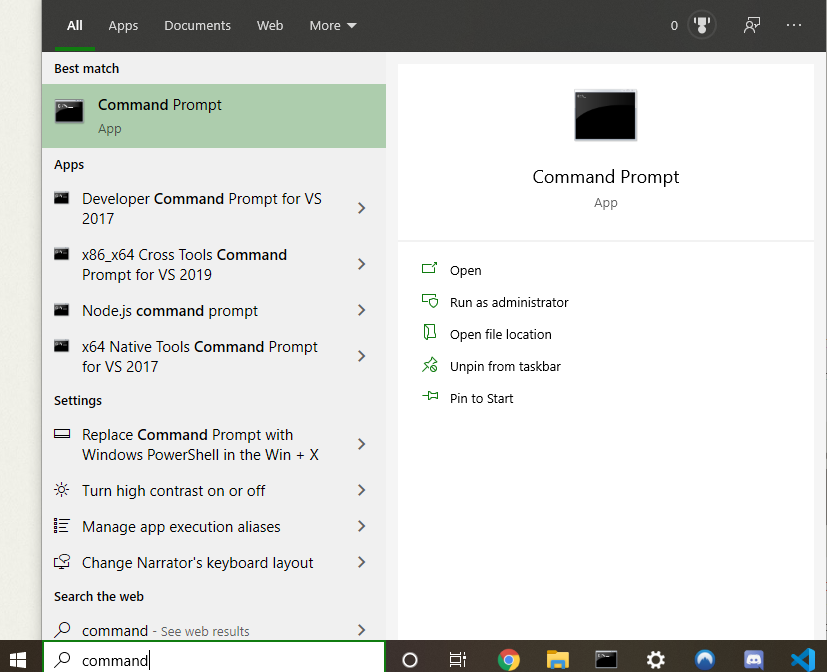 All Apps Documents Web More 0
Best match
Command Prompt
App
Apps
Developer Command Prompt for VS
2017
x86_x64 Cross Tools Command
Prompt for VS 2019
Node.js command prompt
x64 Native Tools Command Prompt
for VS 2017
Settings
Replace Command Prompt with
Windows PowerShell in the Win + X
Turn high contrast on or off
Manage app execution aliases
Change Narrator's keyboard layout
Search the web
command - See web results
command
Command Prompt
App
Open
Run as administrator
Open file location
Unpin from taskbar
Pin to Start